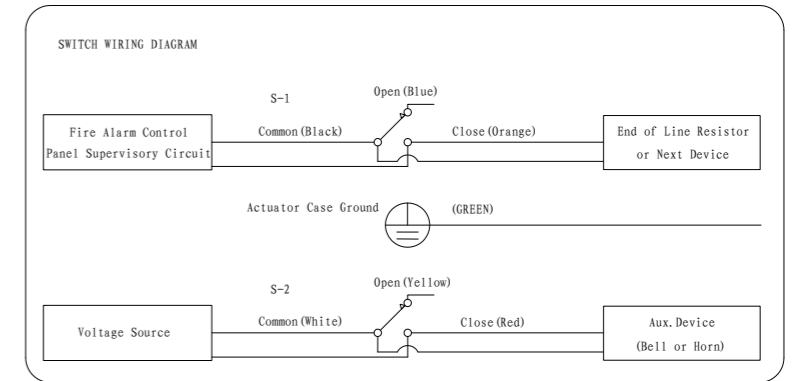 SWITCH WIRING DIAGRAM
S-1
Open(Blue)
Fire Alarm Control
Panel Supervisory Circuit
Common(Black)
Close(Orange)
End of Line Resistor
or Next Device
Actuator Case Ground
(GREEN)
S-2
Open(Yellow)
Voltage Source
Common(White)
Close(Red)
Aux.Device
(Bell or Horn)